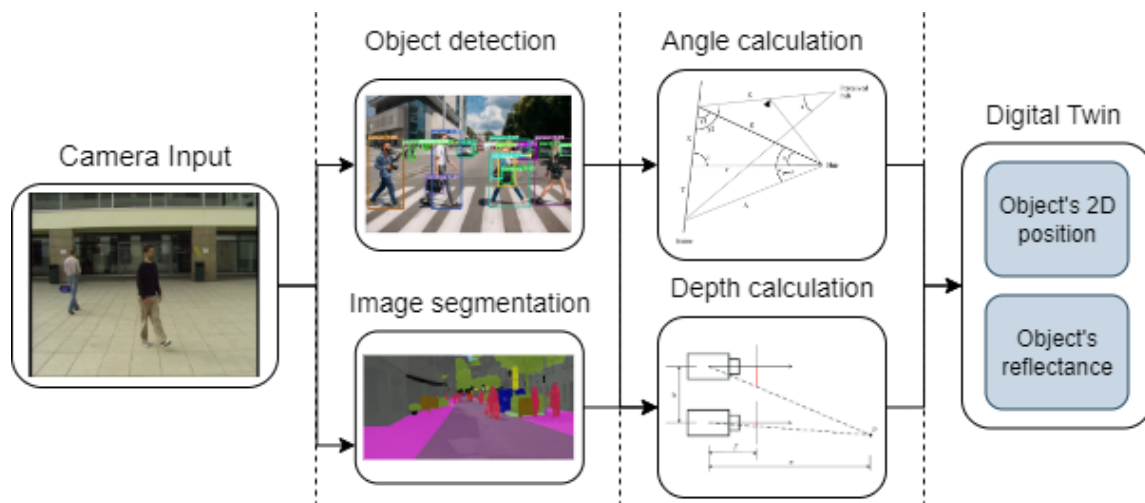 Camera Input
Object detection
Image segmentation
Angle calculation
Depth calculation
Digital Twin
Object's 2D
position
Object's
reflectance